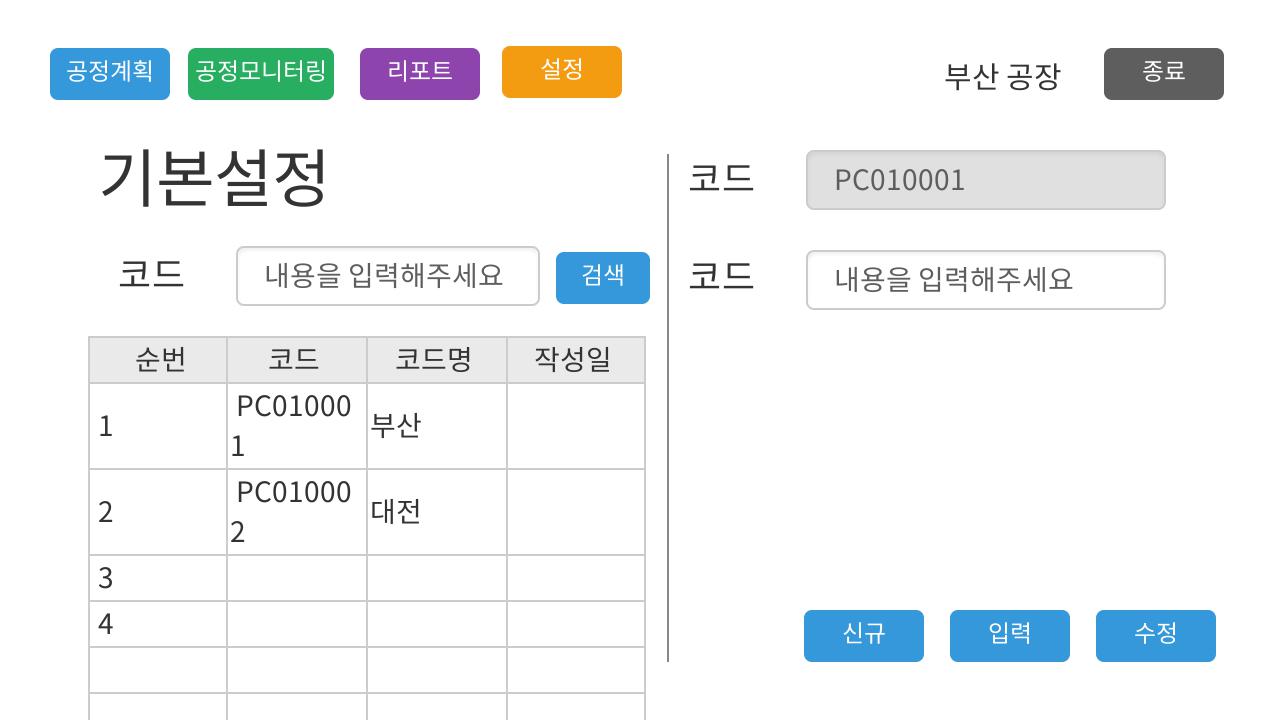 공정계획 공정모니터링 리포트 설정 부산 공장 종료
기본설정
코드 내용을 입력해주세요 검색
순번 코드 코드명 작성일
1 PC01000
1 부산
2 PC01000
2 대전
3
4
코드 PC010001
코드 내용을 입력해주세요
신규 입력 수정